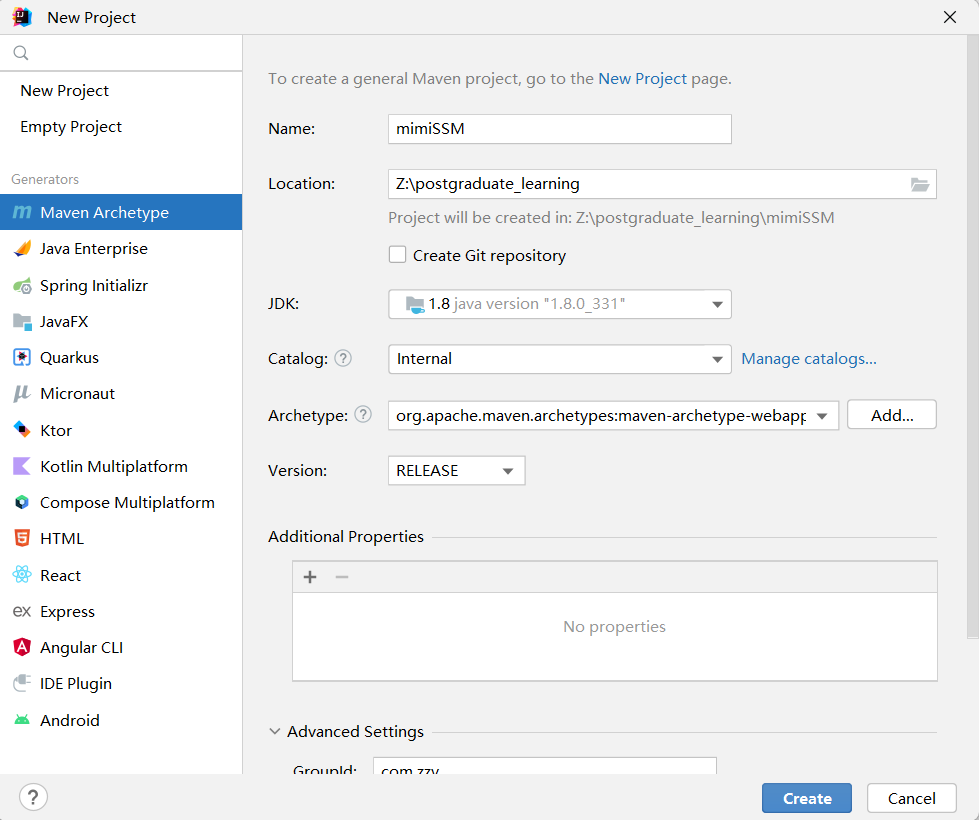 New Project
New Project
Empty Project
Generators
Maven Archetype
Java Enterprise
Spring Initializr
JavaFX
Quarkus
Micronaut
Ktor
Kotlin Multiplatform
Compose Multiplatform
HTML
React
ex Express
Angular CLI
IDE Plugin
Android
?
To create a general Maven project, go to the New Project page.
Name: mimiSSM
Location: Z:\postgraduate_learning
Project will be created in: Z:\postgraduate_learning\mimiSSM
Create Git repository
JDK: 1.8 java version "1.8.0_331"
Catalog: ? Internal Manage catalogs...
Archetype: ? org.apache.maven.archetypes:maven-archetype-webapp Add...
Version: RELEASE
Additional Properties
No properties
Advanced Settings
GroupId: com.zzy
Create Cancel